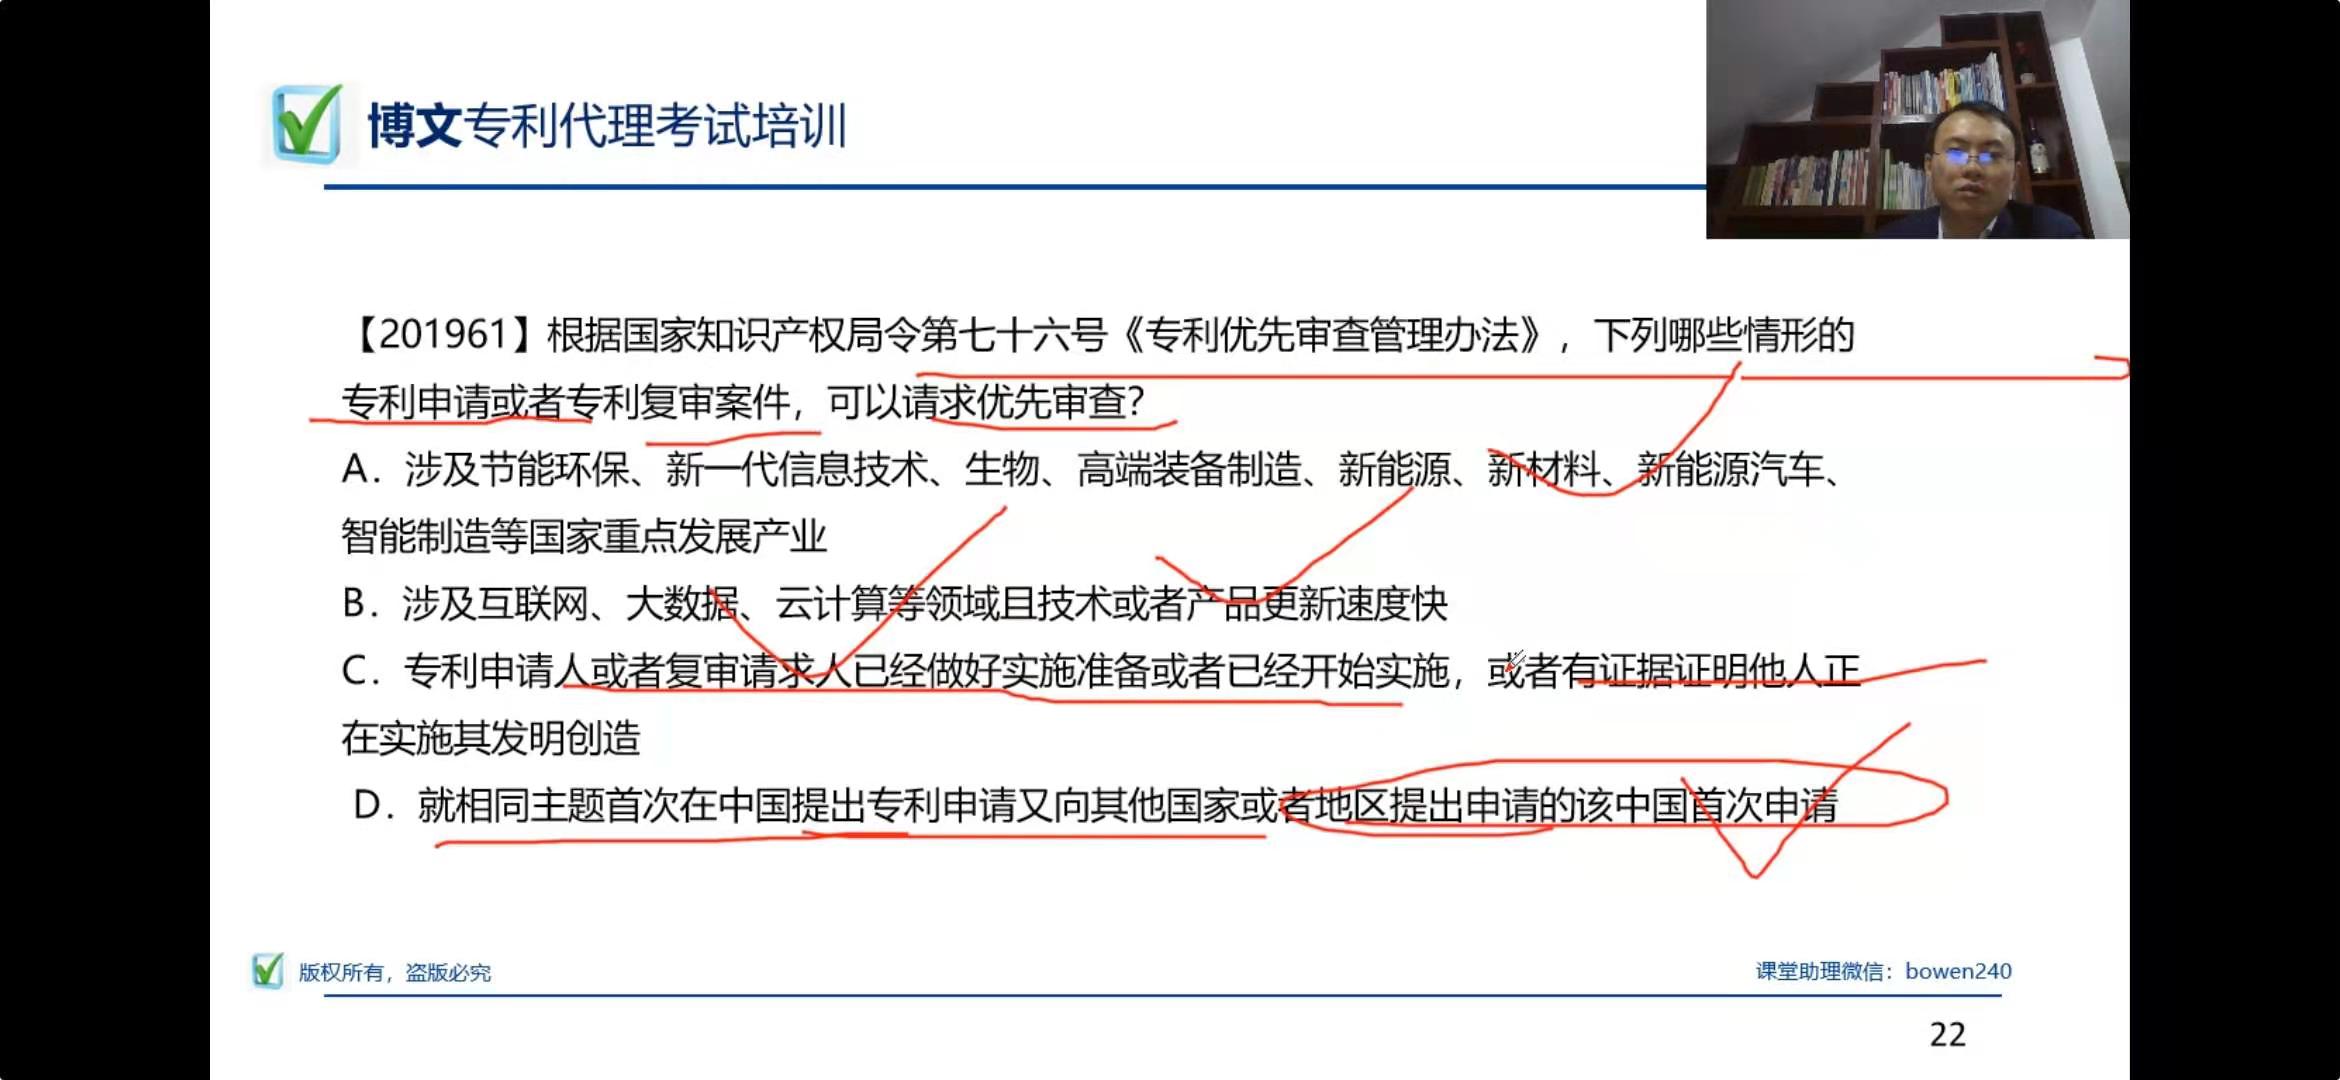 博文专利代理考试培训
【201961】根据国家知识产权局令第七十六号《专利优先审查管理办法》，下列哪些情形的
专利申请或者专利复审案件，可以请求优先审查？
A．涉及节能环保、新一代信息技术、生物、高端装备制造、新能源、新材料、新能源汽车、
智能制造等国家重点发展产业
B．涉及互联网、大数据、云计算等领域且技术或者产品更新速度快
C．专利申请人或者复审请求人已经做好实施准备或者已经开始实施，或者有证据证明他人正
在实施其发明创造
D．就相同主题首次在中国提出专利申请又向其他国家或者地区提出申请的该中国首次申请
版权所有，盗版必究
课堂助理微信：bowen240
22